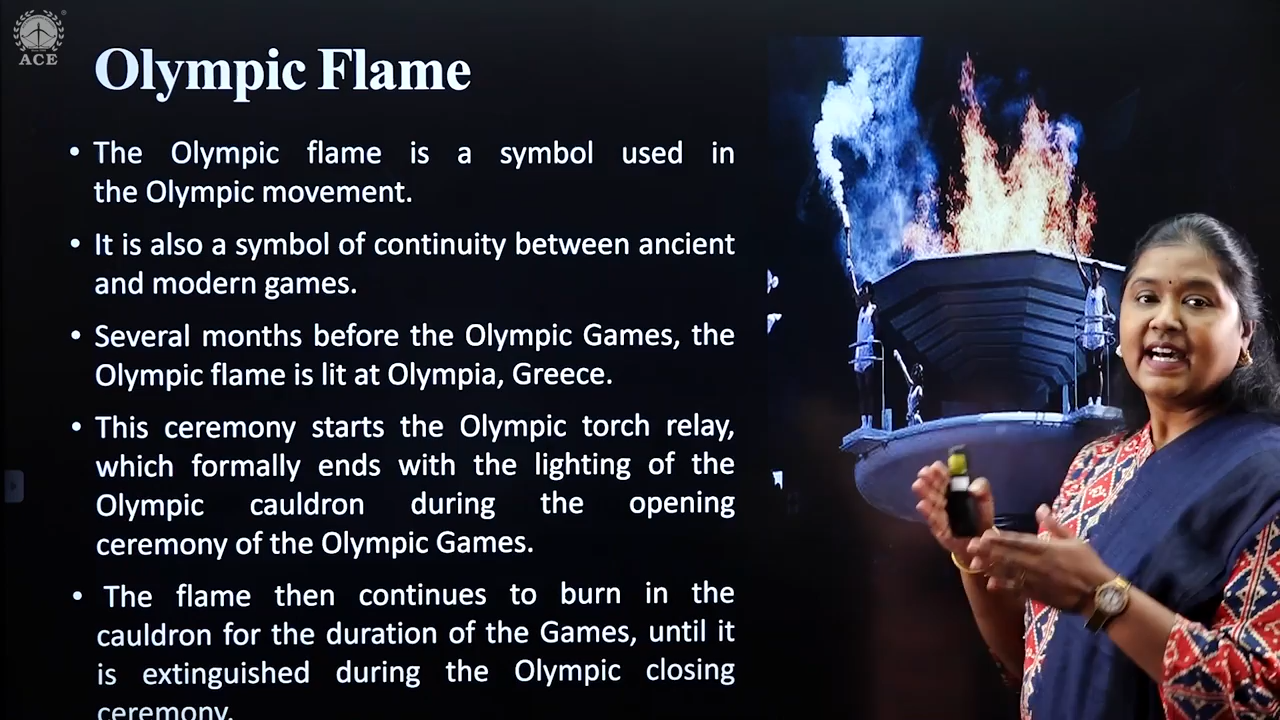 ACE
Olympic Flame
• The Olympic flame is a symbol used in
the Olympic movement.
• It is also a symbol of continuity between ancient
and modern games.
• Several months before the Olympic Games, the
Olympic flame is lit at Olympia, Greece.
• This ceremony starts the Olympic torch relay,
which formally ends with the lighting of the
Olympic cauldron during the opening
ceremony of the Olympic Games.
• The flame then continues to burn in the
cauldron for the duration of the Games, until it
is extinguished during the Olympic closing
ceremony.